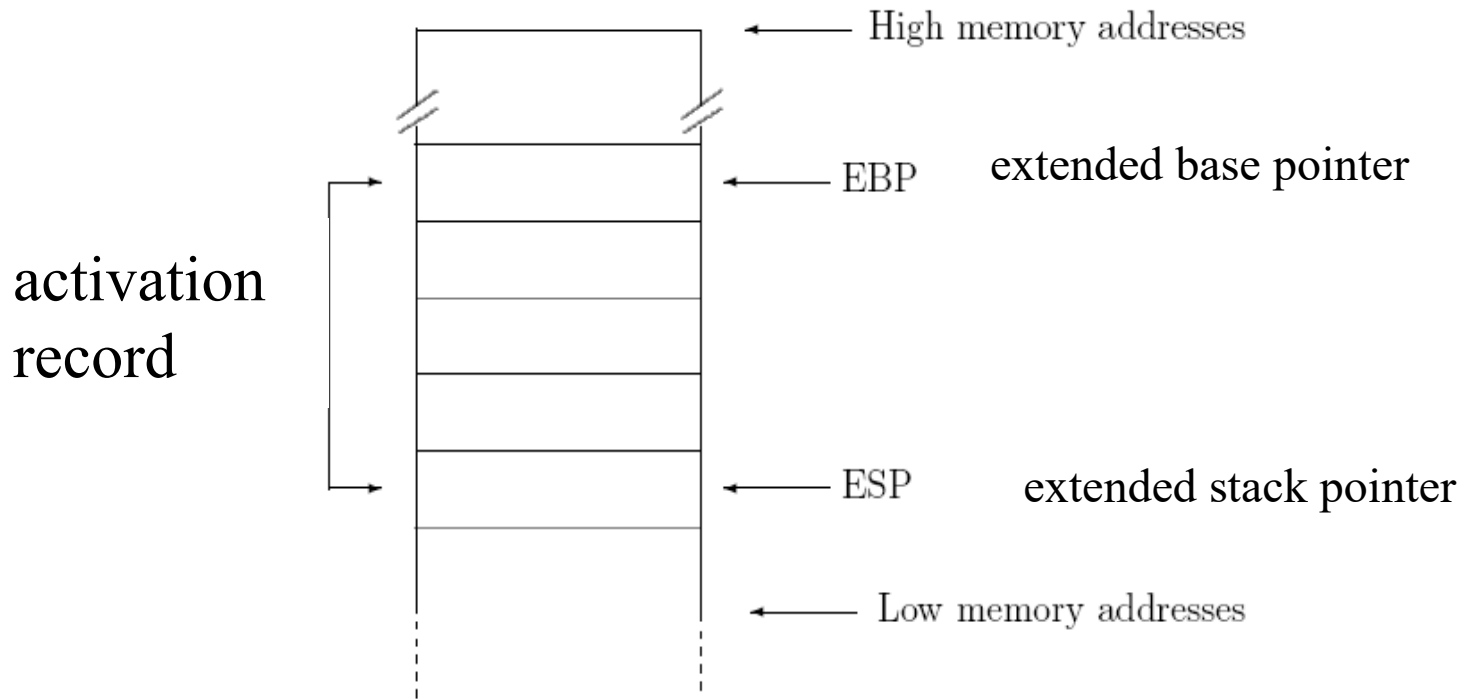 High memory addresses
EBP
extended base pointer
activation
record
ESP
extended stack pointer
Low memory addresses